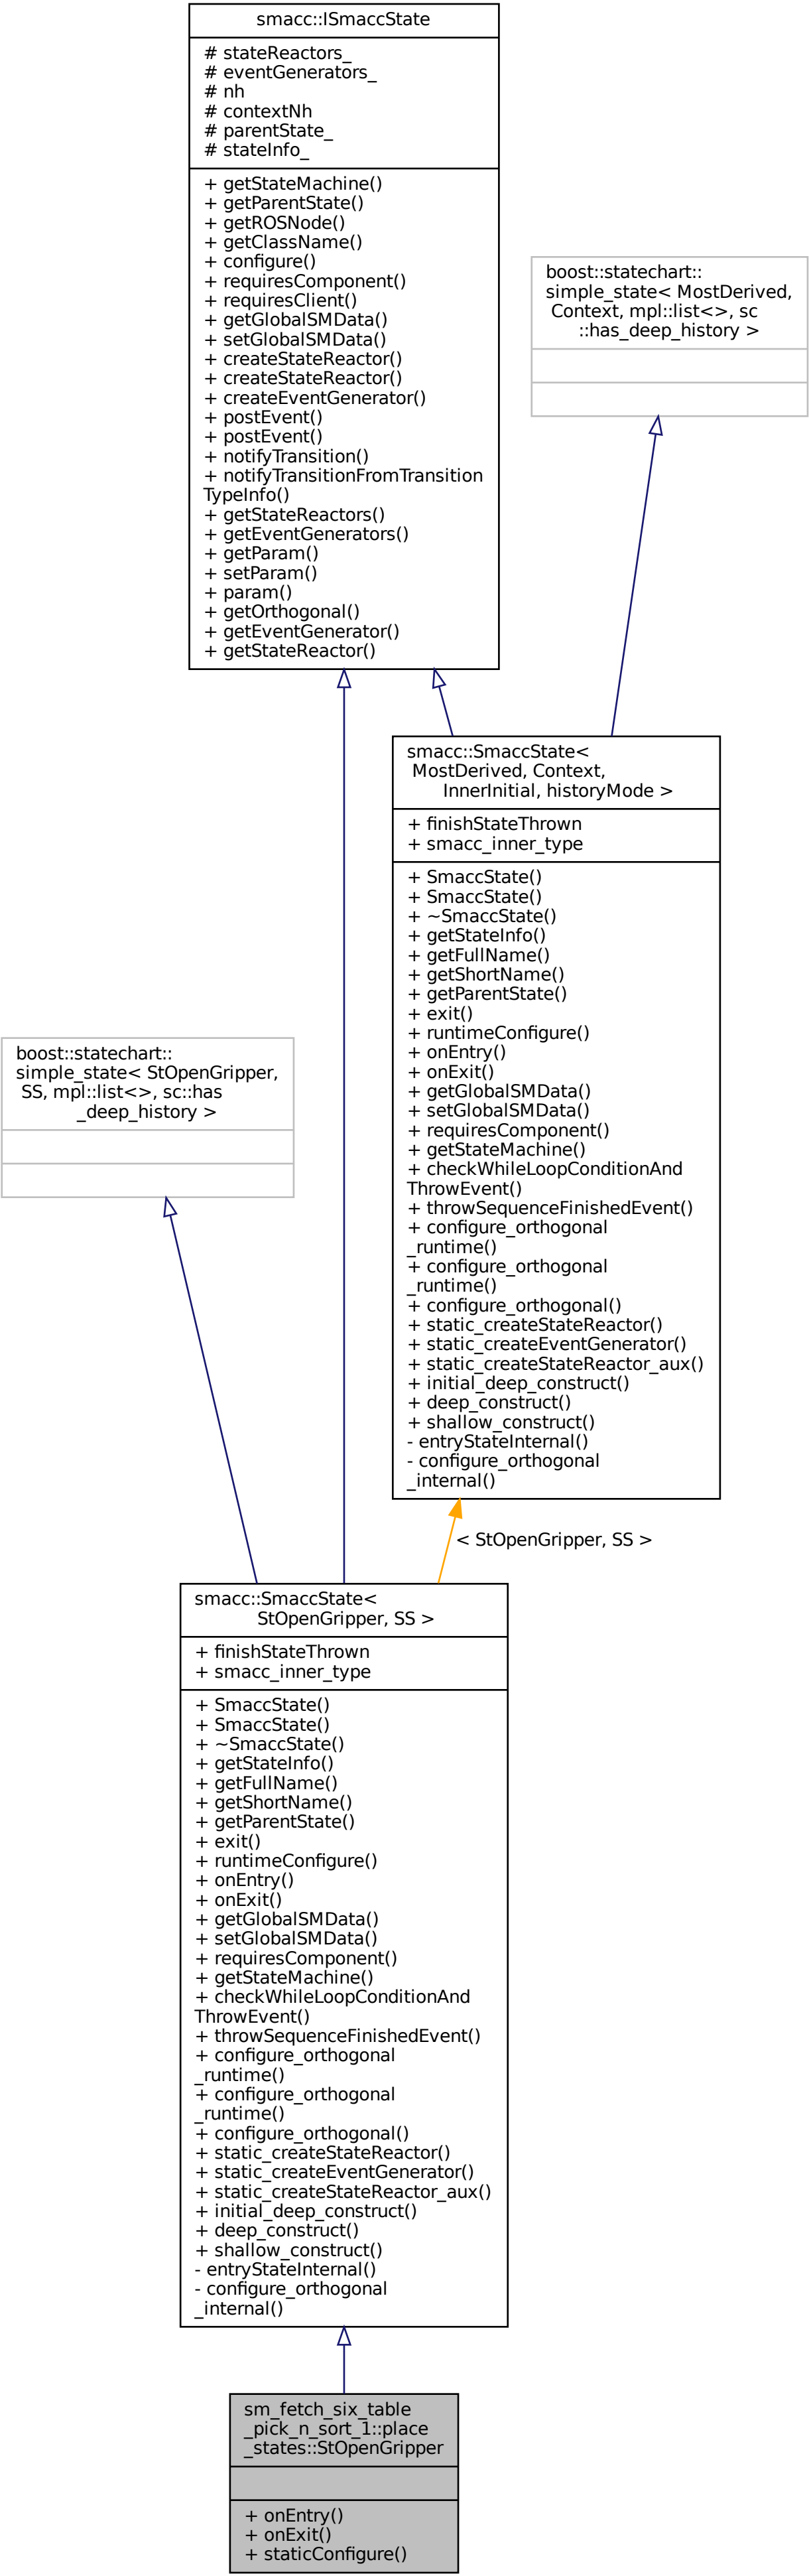 smacc::ISmaccState
# stateReactors_
# eventGenerators_
# nh
# contextNh
# parentState_
# stateInfo_
+ getStateMachine()
+ getParentState()
+ getROSNode()
+ getClassName()
+ configure()
+ requiresComponent()
+ requiresClient()
+ getGlobalSMData()
+ setGlobalSMData()
+ createStateReactor()
+ createStateReactor()
+ createEventGenerator()
+ postEvent()
+ postEvent()
+ notifyTransition()
+ notifyTransitionFromTransition
TypeInfo()
+ getStateReactors()
+ getEventGenerators()
+ getParam()
+ setParam()
+ param()
+ getOrthogonal()
+ getEventGenerator()
+ getStateReactor()
boost::statechart::
simple_state< MostDerived,
Context, mpl::list<>, sc
::has_deep_history >
smacc::SmaccState<
MostDerived, Context,
InnerInitial, historyMode >
+ finishStateThrown
+ smacc_inner_type
+ SmaccState()
+ SmaccState()
+ ~SmaccState()
+ getStateInfo()
+ getFullName()
+ getShortName()
+ getParentState()
+ exit()
+ runtimeConfigure()
+ onEntry()
+ onExit()
+ getGlobalSMData()
+ setGlobalSMData()
+ requiresComponent()
+ getStateMachine()
+ checkWhileLoopConditionAnd
ThrowEvent()
+ throwSequenceFinishedEvent()
+ configure_orthogonal
_runtime()
+ configure_orthogonal
_runtime()
+ configure_orthogonal()
+ static_createStateReactor()
+ static_createEventGenerator()
+ static_createStateReactor_aux()
+ initial_deep_construct()
+ deep_construct()
+ shallow_construct()
- entryStateInternal()
- configure_orthogonal
_internal()
boost::statechart::
simple_state< StOpenGripper,
SS, mpl::list<>, sc::has
_deep_history >
< StOpenGripper, SS >
smacc::SmaccState<
StOpenGripper, SS >
+ finishStateThrown
+ smacc_inner_type
+ SmaccState()
+ SmaccState()
+ ~SmaccState()
+ getStateInfo()
+ getFullName()
+ getShortName()
+ getParentState()
+ exit()
+ runtimeConfigure()
+ onEntry()
+ onExit()
+ getGlobalSMData()
+ setGlobalSMData()
+ requiresComponent()
+ getStateMachine()
+ checkWhileLoopConditionAnd
ThrowEvent()
+ throwSequenceFinishedEvent()
+ configure_orthogonal
_runtime()
+ configure_orthogonal
_runtime()
+ configure_orthogonal()
+ static_createStateReactor()
+ static_createEventGenerator()
+ static_createStateReactor_aux()
+ initial_deep_construct()
+ deep_construct()
+ shallow_construct()
- entryStateInternal()
- configure_orthogonal
_internal()
sm_fetch_six_table
_pick_n_sort_1::place
_states::StOpenGripper
+ onEntry()
+ onExit()
+ staticConfigure()